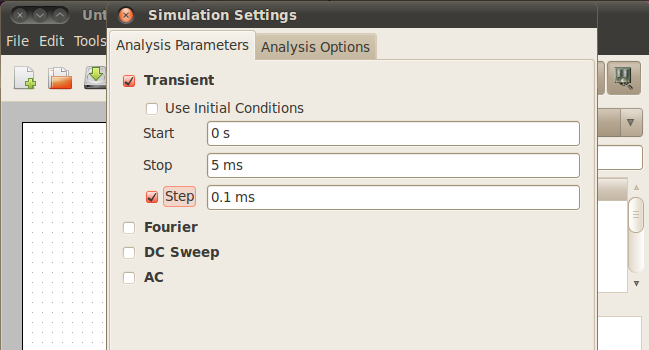 Unt
Simulation Settings
File Edit Tools
Analysis Parameters
Analysis Options
Transient
Use Initial Conditions
Start 0 s
Stop 5 ms
Step 0.1 ms
Fourier
DC Sweep
AC